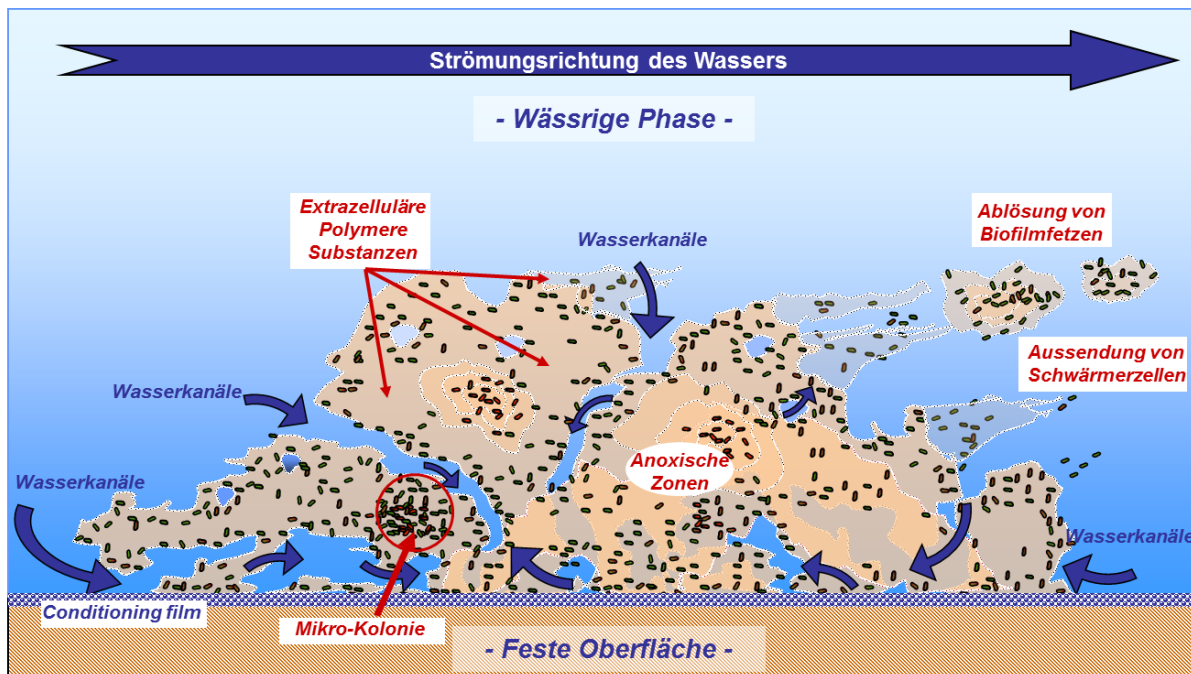 Strömungsrichtung des Wassers
- Wässrige Phase -
Extrazelluläre
Polymere
Substanzen
Wasserkanäle
Ablösung von
Biofilmfetzen
Aussendung von
Schwärmerzellen
Wasserkanäle
Anoxische
Zonen
Wasserkanäle
Wasserkanäle
Conditioning film
Mikro-Kolonie
- Feste Oberfläche -